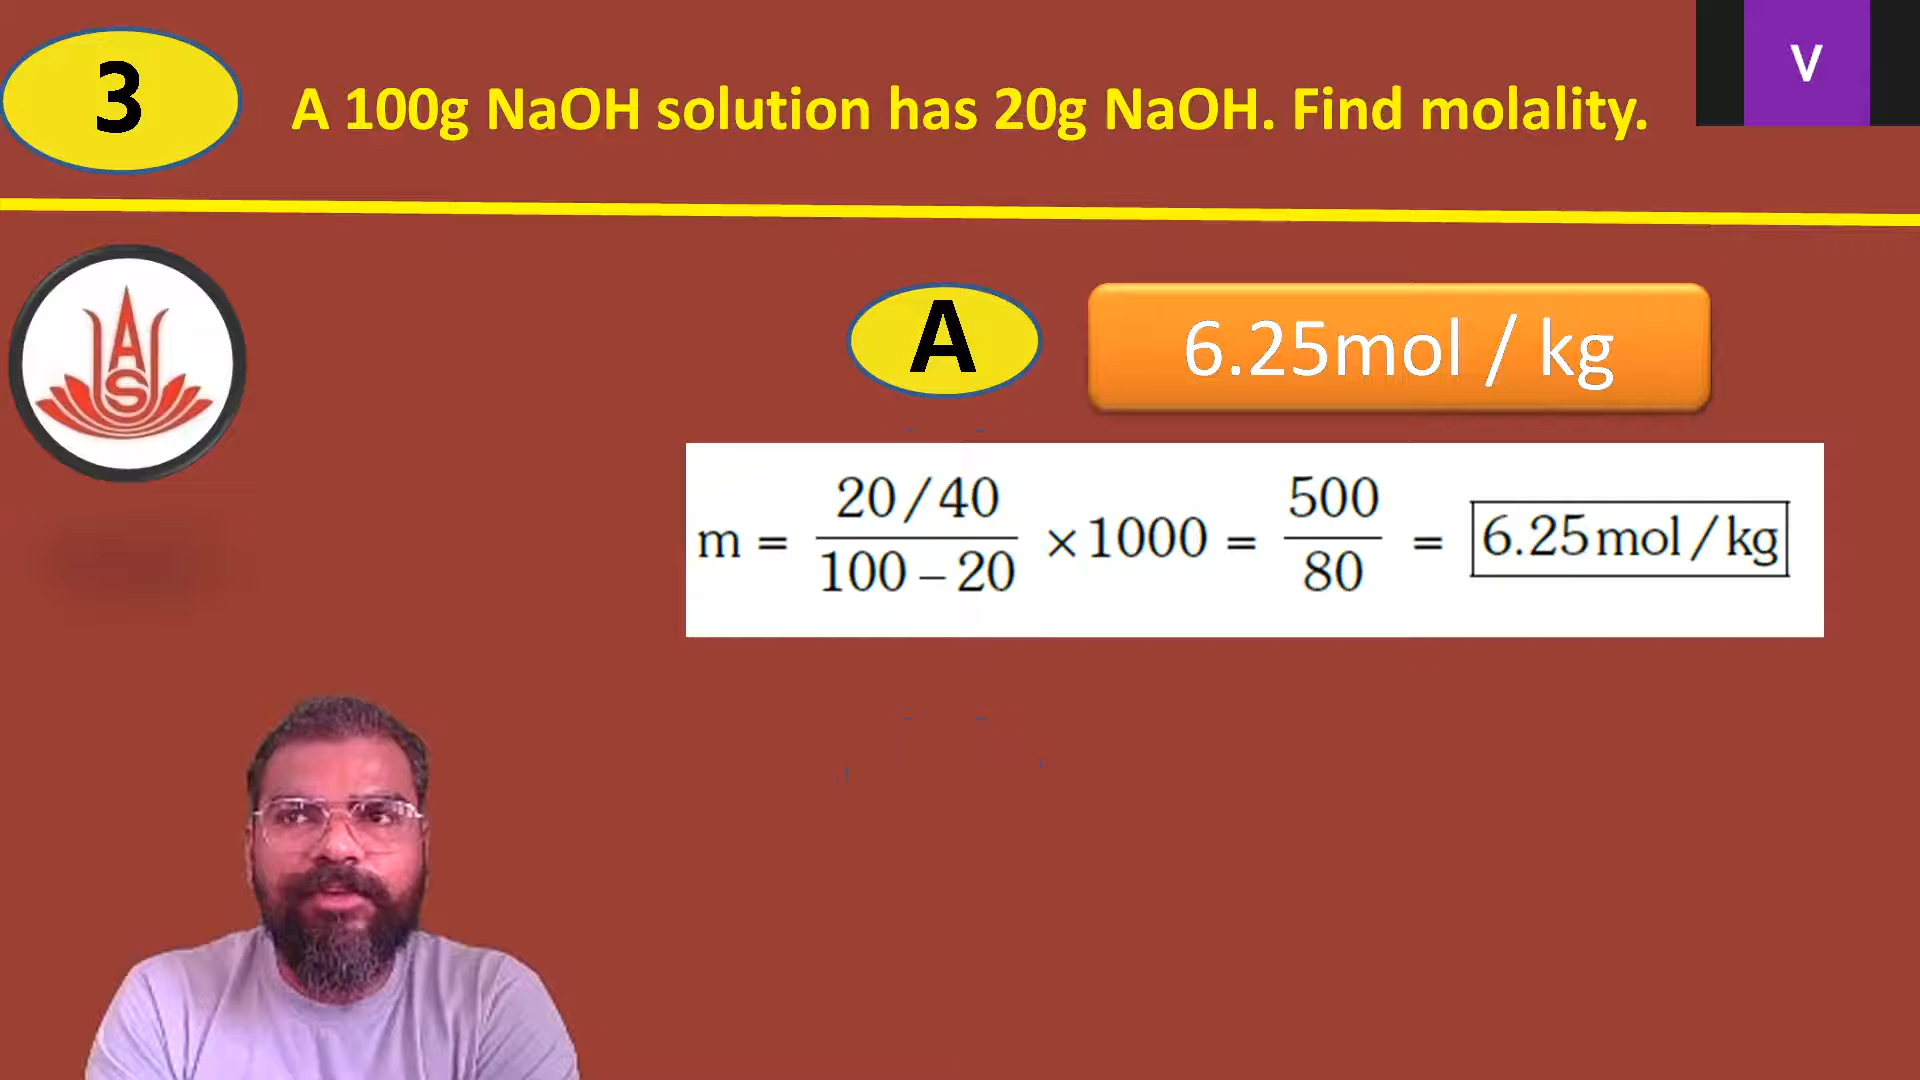 3
A 100g NaOH solution has 20g NaOH. Find molality.
V
AS
A
6.25mol / kg
m = 20/40 / 100 – 20 ×1000 = 500 / 80 = 6.25 mol/kg